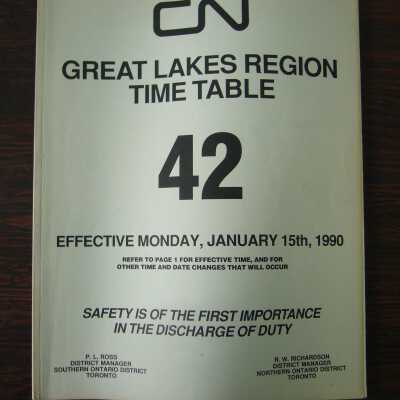 CN
GREAT LAKES REGION
TIME TABLE
42
EFFECTIVE MONDAY, JANUARY 15th, 1990
REFER TO PAGE 1 FOR EFFECTIVE TIME, AND FOR
OTHER TIME AND DATE CHANGES THAT WILL OCCUR
SAFETY IS OF THE FIRST IMPORTANCE
IN THE DISCHARGE OF DUTY
P. L. ROSS
DISTRICT MANAGER
SOUTHERN ONTARIO DISTRICT
TORONTO
R. W. RICHARDSON
DISTRICT MANAGER
NORTHERN ONTARIO DISTRICT
TORONTO